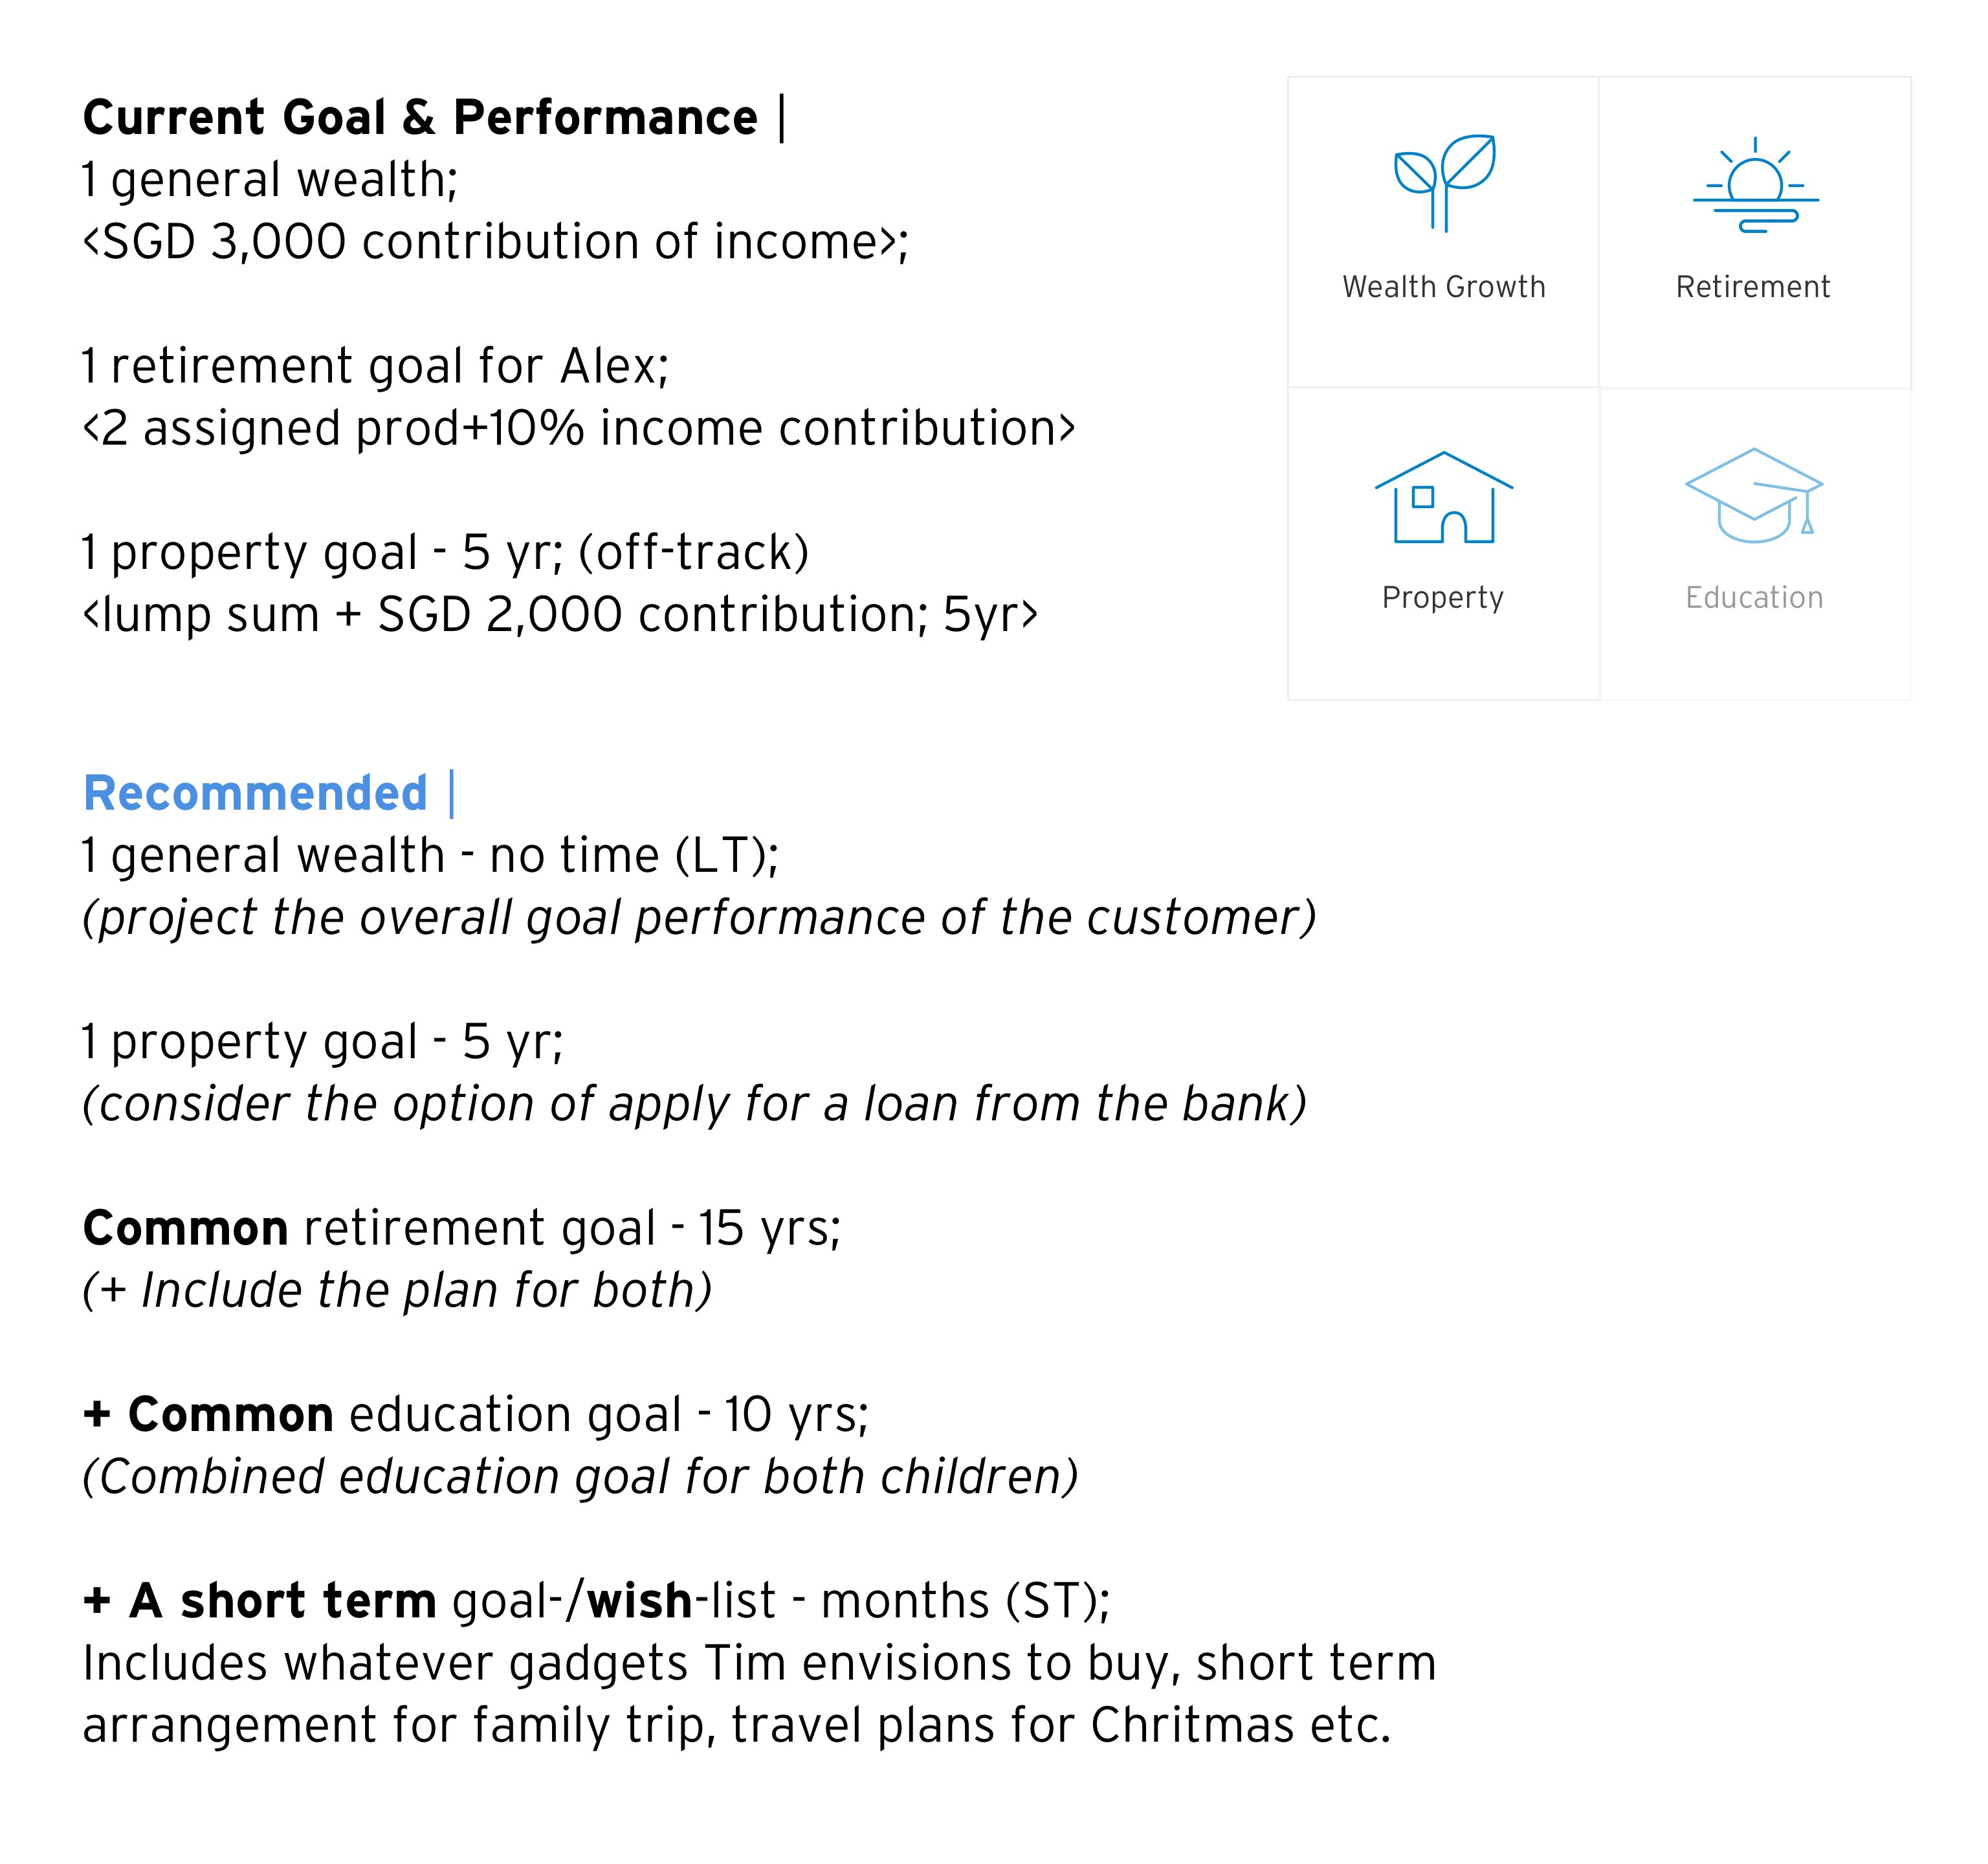 Current Goal & Performance |
1 general wealth;
<SGD 3,000 contribution of income>;
1 retirement goal for Alex;
<2 assigned prod+10% income contribution>
1 property goal - 5 yr; (off-track)
<lump sum + SGD 2,000 contribution; 5yr>
Wealth Growth
Retirement
Property
Education
Recommended |
1 general wealth - no time (LT);
(project the overall goal performance of the customer)
1 property goal - 5 yr;
(consider the option of apply for a loan from the bank)
Common retirement goal - 15 yrs;
(+ Include the plan for both)
+ Common education goal - 10 yrs;
(Combined education goal for both children)
+ A short term goal-/wish-list - months (ST);
Includes whatever gadgets Tim envisions to buy, short term
arrangement for family trip, travel plans for Chritmas etc.